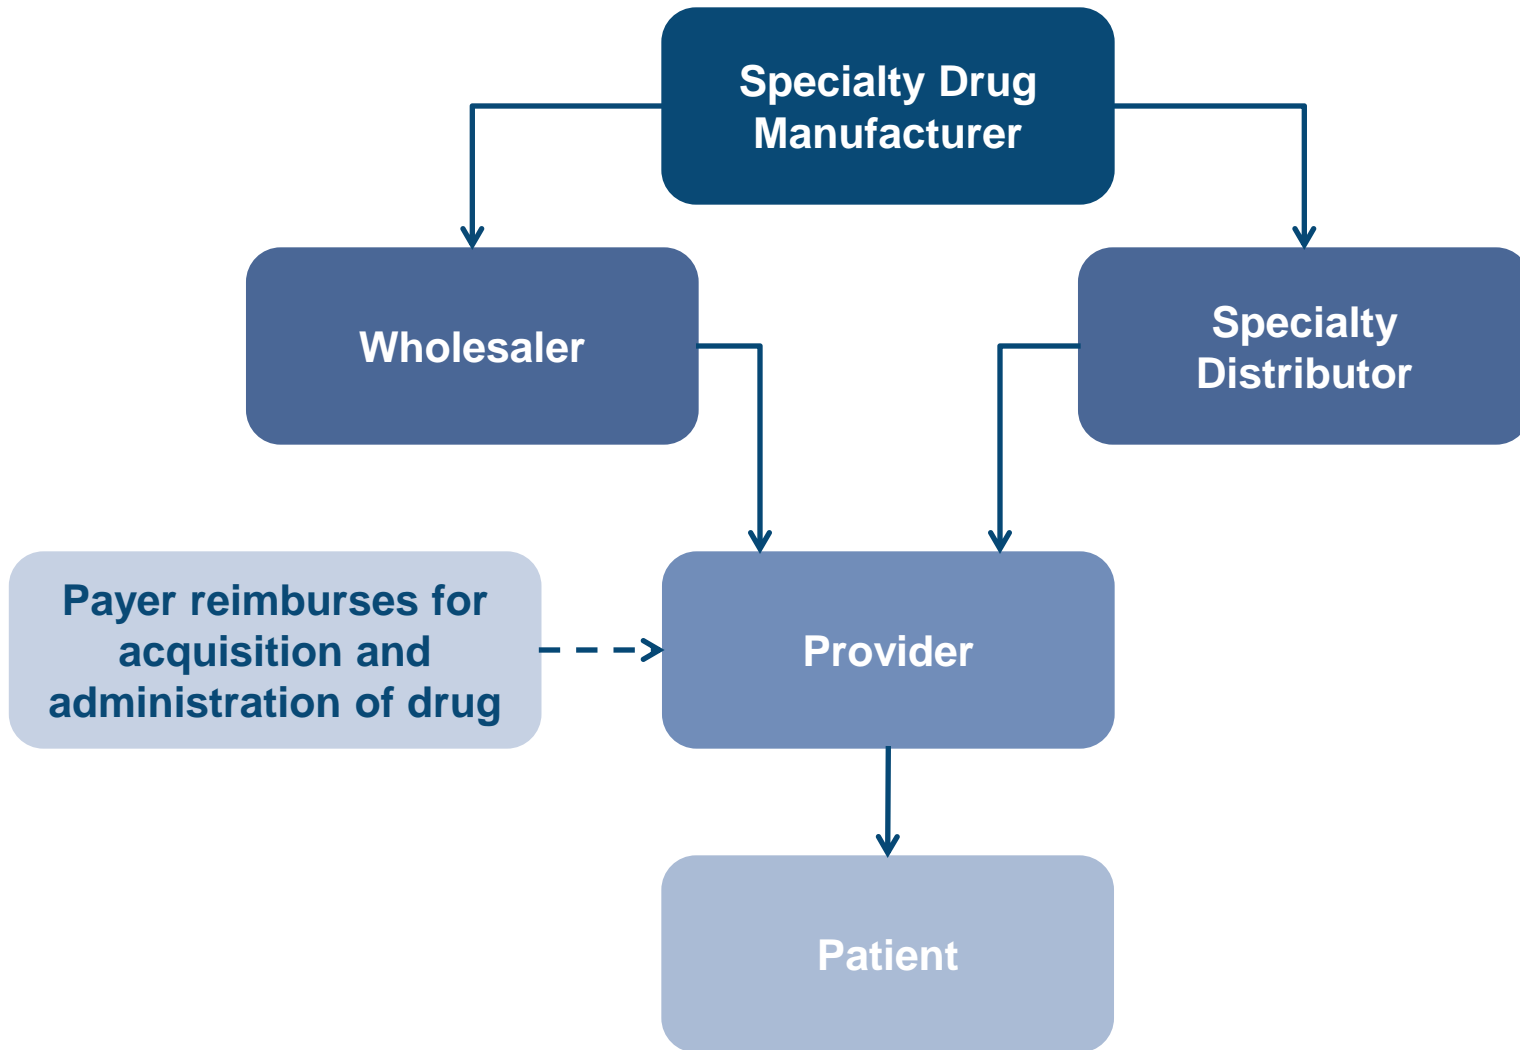 Specialty Drug
Manufacturer
Wholesaler
Specialty
Distributor
Payer reimburses for
acquisition and
administration of drug
Provider
Patient